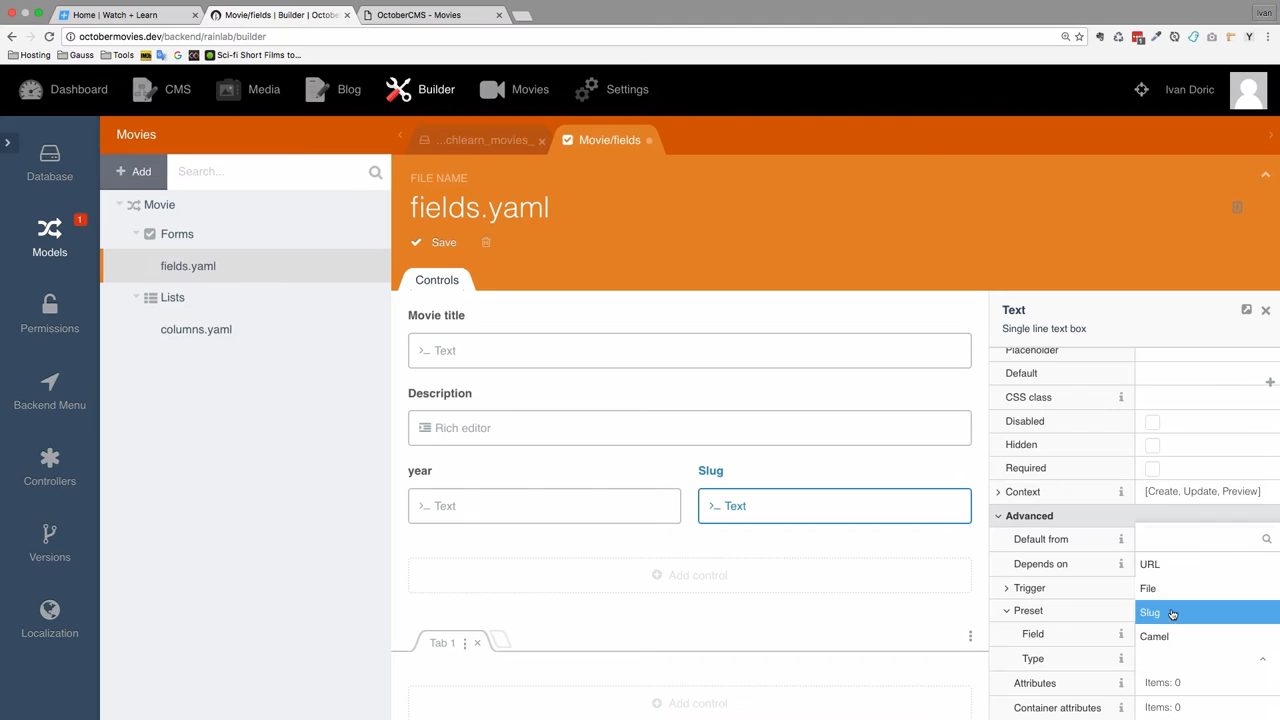 Home | Watch + Learn
Movie/fields | Builder | Octobe
OctoberCMS - Movies
Ivan
octobermovies.dev/backend/rainlab/builder
Hosting
Gauss
Tools
Sci-fi Short Films to...
Dashboard
CMS
Media
Blog
Builder
Movies
Settings
Ivan Doric
Database
Models
1
Permissions
Backend Menu
Controllers
Versions
Localization
Movies
+ Add
Search...
Movie
Forms
fields.yaml
Lists
columns.yaml
...chlearn_movies_
Movie/fields
FILE NAME
fields.yaml
Save
Controls
Movie title
Text
Description
Rich editor
year
Slug
Text
Text
Add control
Tab 1
Add control
Text
Single line text box
Placeholder
Default
CSS class
Disabled
Hidden
Required
Context
[Create, Update, Preview]
Advanced
Default from
Depends on
URL
Trigger
File
Preset
Slug
Field
Camel
Type
Attributes
Items: 0
Container attributes
Items: 0